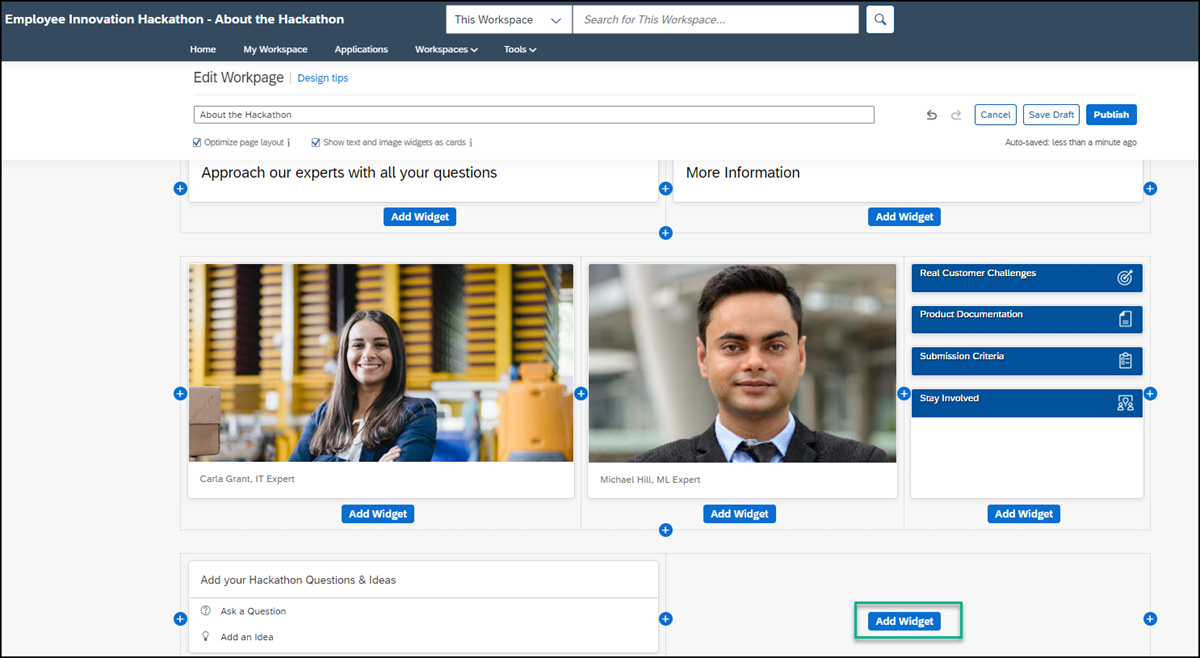 Employee Innovation Hackathon - About the Hackathon
This Workspace
Search for This Workspace...
Home
My Workspace
Applications
Workspaces
Tools
Edit Workpage
Design tips
About the Hackathon
Cancel
Save Draft
Publish
Optimize page layout i
Show text and image widgets as cards i
Auto-saved: less than a minute ago
Approach our experts with all your questions
More Information
Add Widget
Add Widget
Real Customer Challenges
Product Documentation
Submission Criteria
Stay Involved
Carla Grant, IT Expert
Michael Hill, ML Expert
Add Widget
Add Widget
Add Widget
Add your Hackathon Questions & Ideas
Ask a Question
Add an Idea
Add Widget